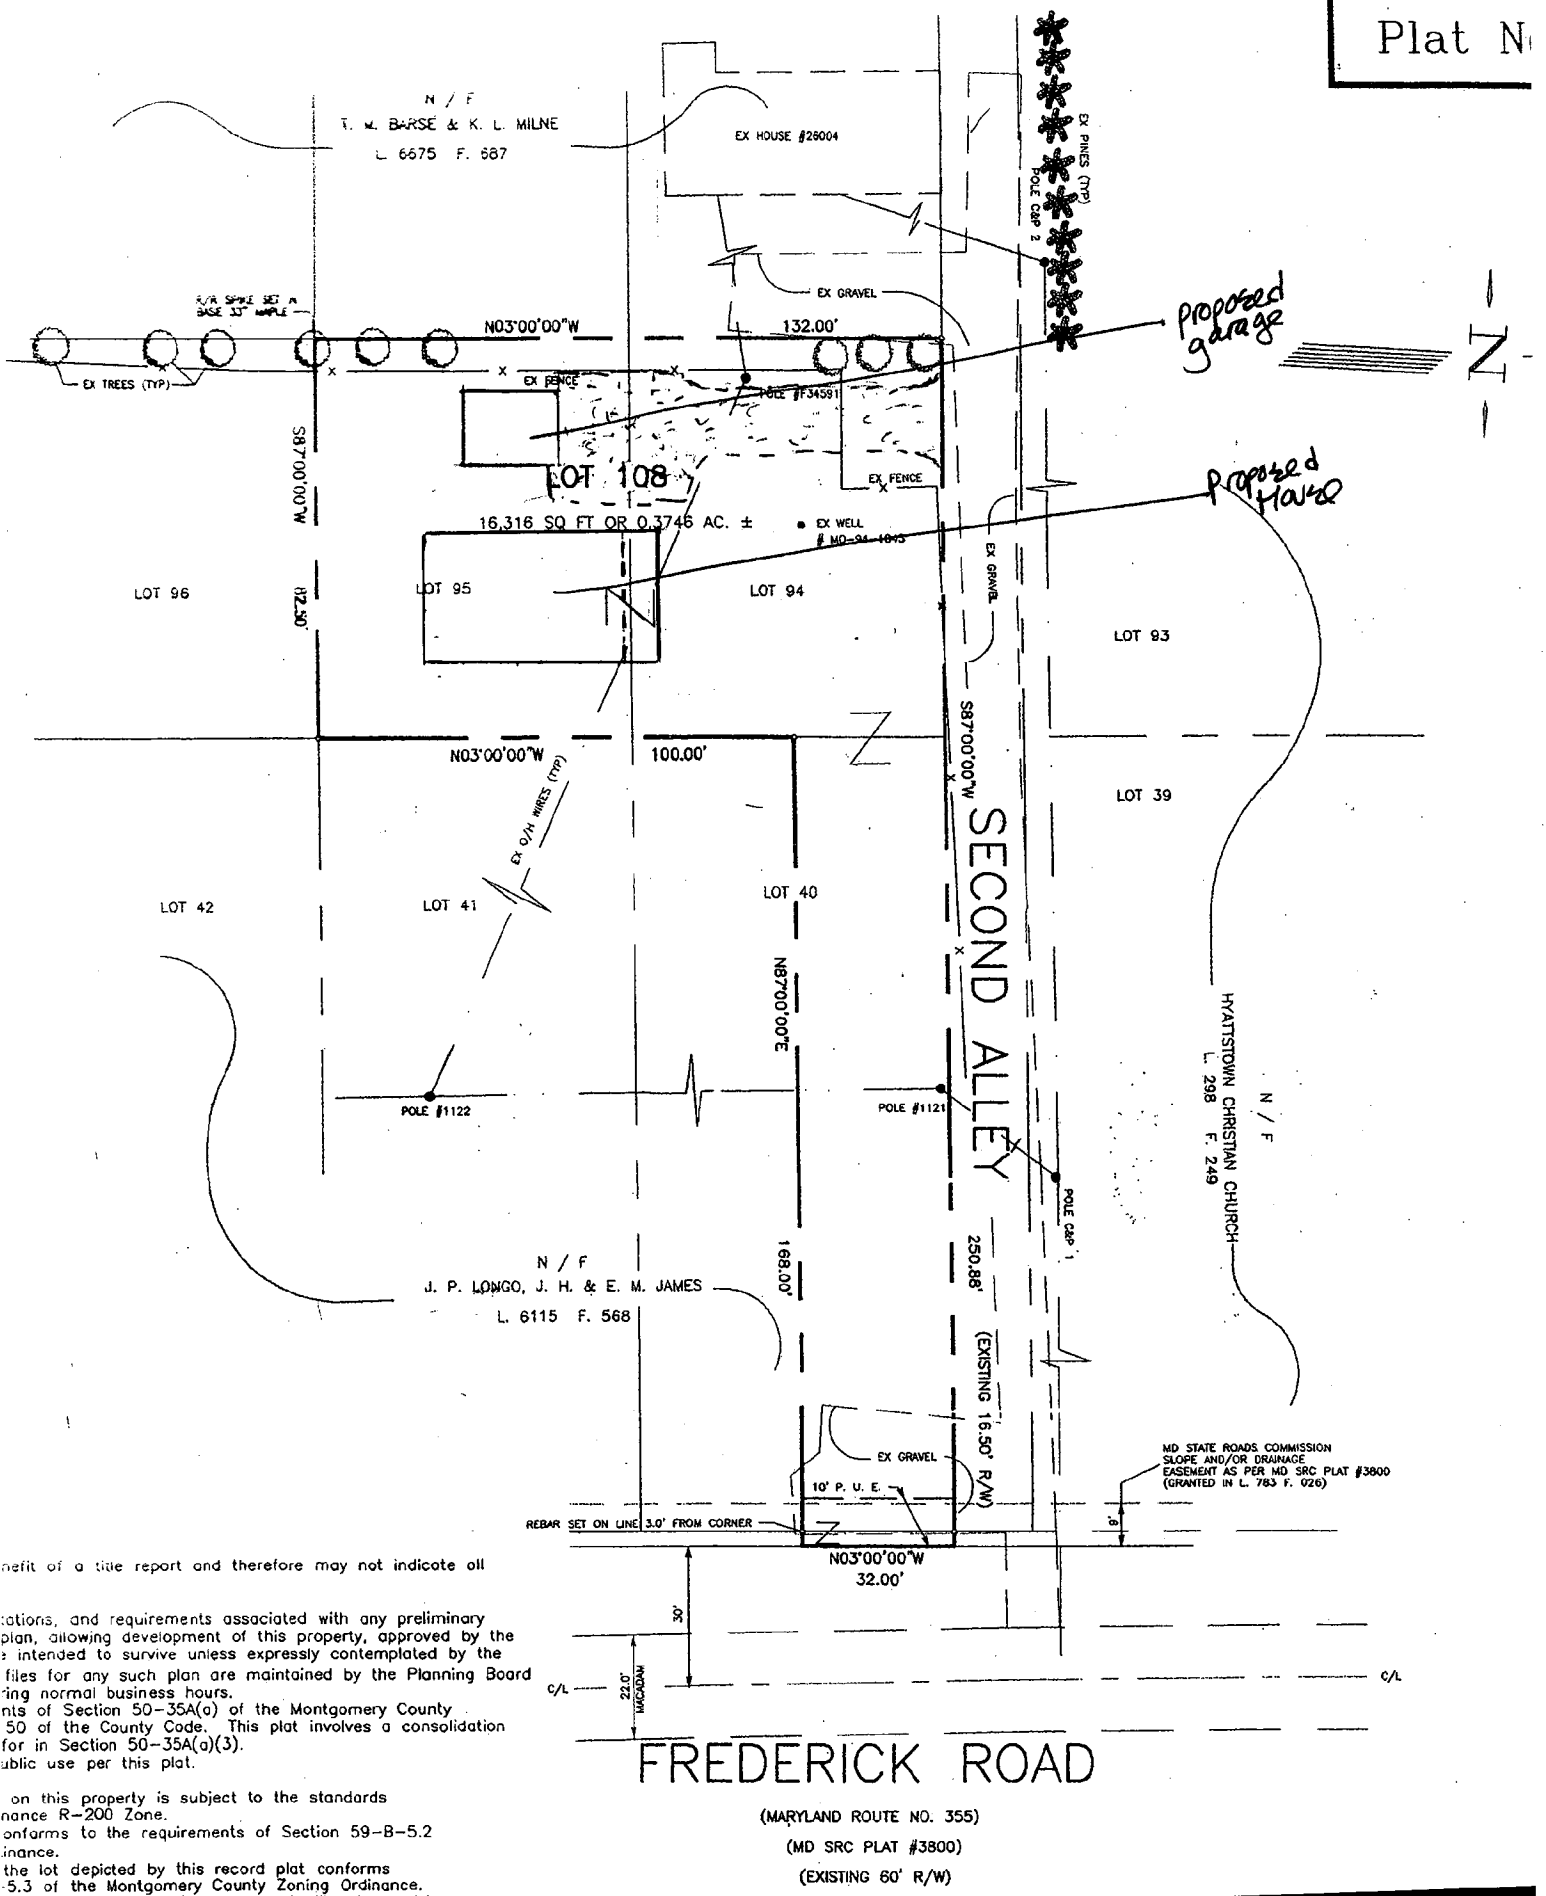 Plat N
N / F
T. W. BARSE & K. L. MILNE
L. 6675 F. 687
EX HOUSE #26004
EX PINES (TYP)
POLE C&P 2
EX GRAVEL
R/R SPIKE SET IN
BASE 33" MAPLE
N03°00'00"W
132.00'
proposed
garage
N
EX TREES (TYP)
EX FENCE
POLE #F34591
S87°00'00"W
82.50'
LOT 108
EX FENCE
Proposed
House
16,316 SQ FT OR 0.3746 AC. ±
EX WELL
# MO-94-1843
EX GRAVEL
LOT 96
LOT 95
LOT 94
LOT 93
N03°00'00"W
100.00'
S87°00'00"W
EX O/H WIRES (TYP)
LOT 39
SECOND ALLEY
LOT 42
LOT 41
LOT 40
N87°00'00"E
HYATTSTOWN CHRISTIAN CHURCH
L. 298 F. 249
N / F
POLE #1122
POLE #1121
POLE C&P 1
168.00'
250.88'
(EXISTING 16.50' R/W)
N / F
J. P. LONGO, J. H. & E. M. JAMES
L. 6115 F. 568
EX GRAVEL
10' P. U. E.
MD STATE ROADS COMMISSION
SLOPE AND/OR DRAINAGE
EASEMENT AS PER MD SRC PLAT #3800
(GRANTED IN L. 783 F. 026)
8'
REBAR SET ON LINE 3.0' FROM CORNER
N03°00'00"W
32.00'
30'
22.0'
MACADAM
C/L
C/L
nefit of a title report and therefore may not indicate all
ations, and requirements associated with any preliminary
plan, allowing development of this property, approved by the
e intended to survive unless expressly contemplated by the
files for any such plan are maintained by the Planning Board
ring normal business hours.
nts of Section 50-35A(a) of the Montgomery County
50 of the County Code. This plat involves a consolidation
for in Section 50-35A(a)(3).
ublic use per this plat.
on this property is subject to the standards
nance R-200 Zone.
onforms to the requirements of Section 59-B-5.2
inance.
the lot depicted by this record plat conforms
-5.3 of the Montgomery County Zoning Ordinance.
FREDERICK ROAD
(MARYLAND ROUTE NO. 355)
(MD SRC PLAT #3800)
(EXISTING 60' R/W)